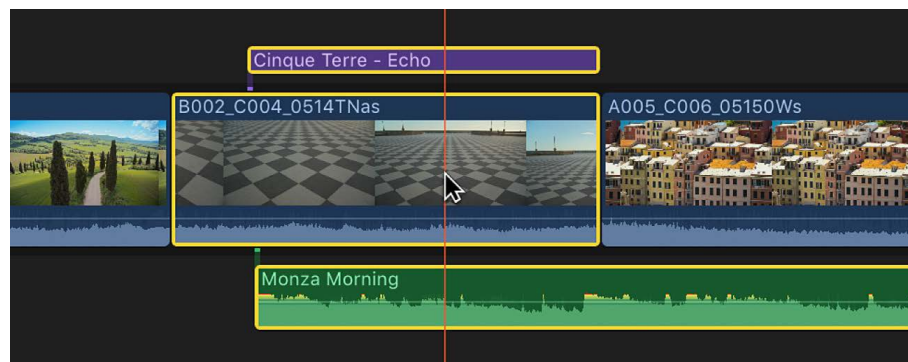 Cinque Terre - Echo
B002_C004_0514TNas
A005_C006_05150Ws
Monza Morning